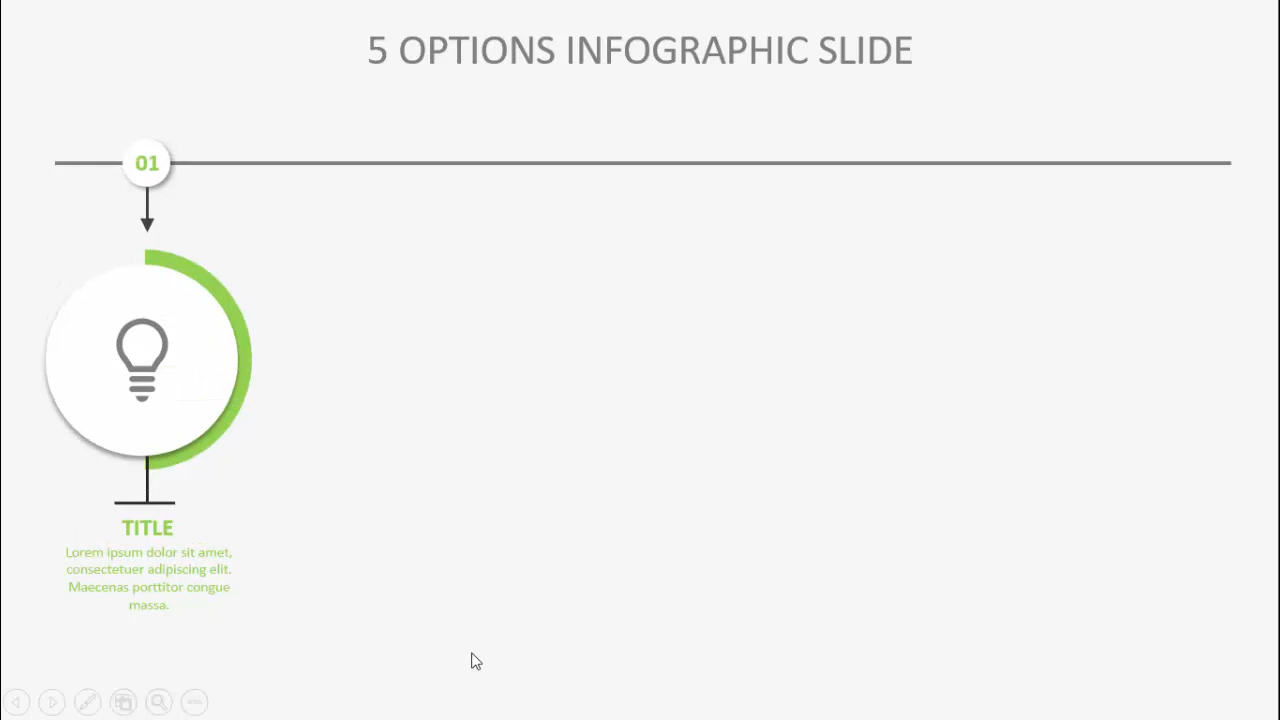 5 OPTIONS INFOGRAPHIC SLIDE
01
TITLE
Lorem ipsum dolor sit amet,
consectetuer adipiscing elit.
Maecenas porttitor congue
massa.